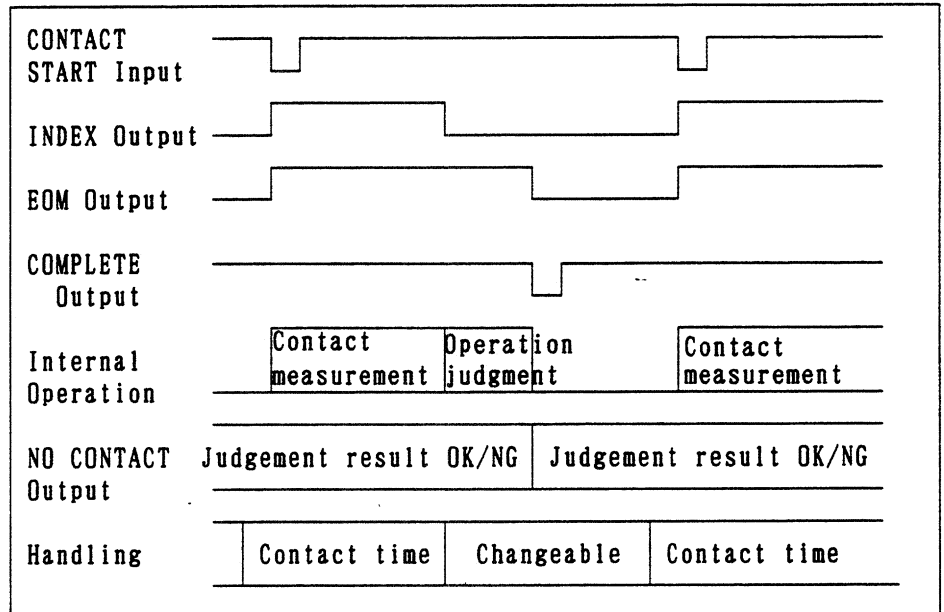 CONTACT
START Input
INDEX Output
EOM Output
COMPLETE
Output
Internal
Operation
Contact
measurement
Operation
judgment
Contact
measurement
NO CONTACT
Output
Judgement result OK/NG
Judgement result OK/NG
Handling
Contact time
Changeable
Contact time